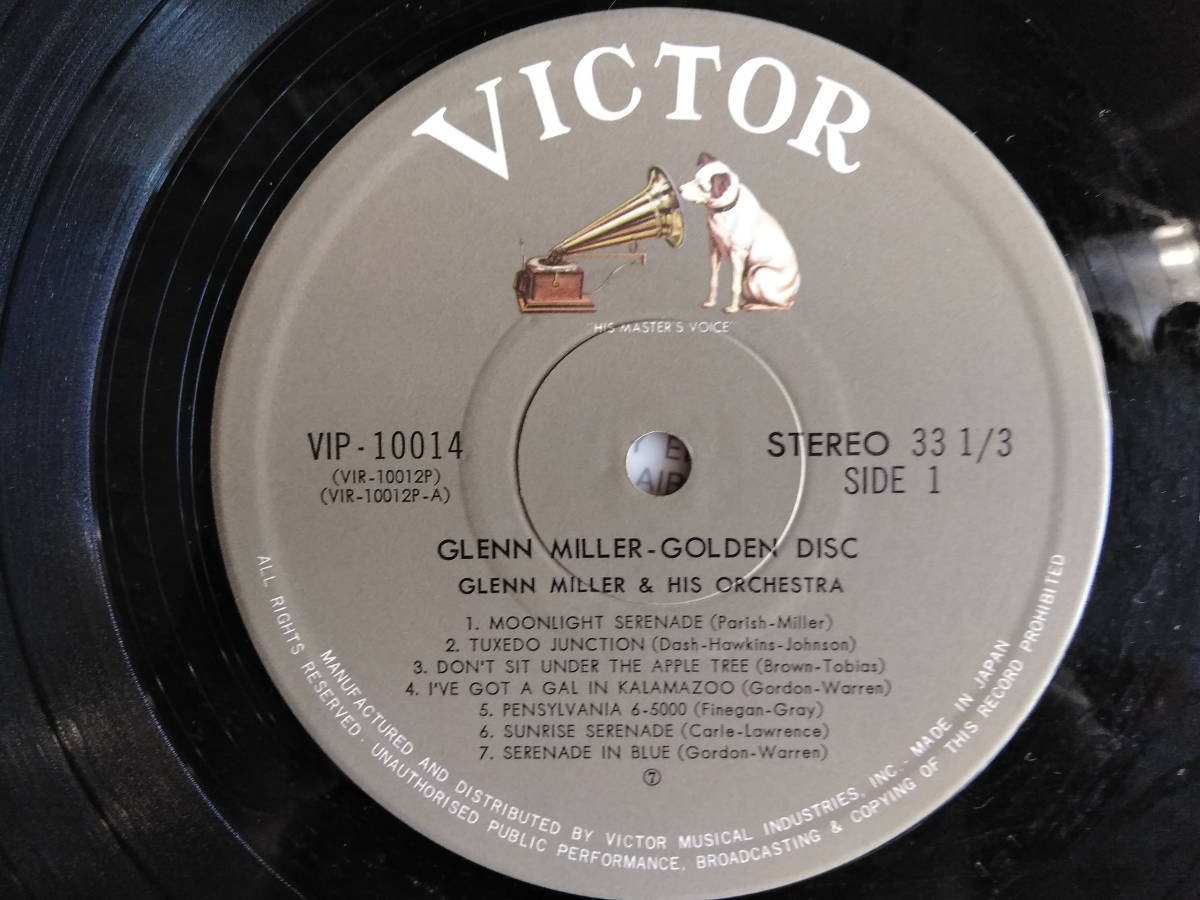 VICTOR
"HIS MASTER'S VOICE"
VIP-10014
(VIR-10012P)
(VIR-10012P-A)
STEREO 33 1/3
SIDE 1
GLENN MILLER-GOLDEN DISC
GLENN MILLER & HIS ORCHESTRA
1. MOONLIGHT SERENADE (Parish-Miller)
2. TUXEDO JUNCTION (Dash-Hawkins-Johnson)
3. DON'T SIT UNDER THE APPLE TREE (Brown-Tobias)
4. I'VE GOT A GAL IN KALAMAZOO (Gordon-Warren)
5. PENSYLVANIA 6-5000 (Finegan-Gray)
6. SUNRISE SERENADE (Carle-Lawrence)
7. SERENADE IN BLUE (Gordon-Warren)
⑦
MANUFACTURED AND DISTRIBUTED BY VICTOR MUSICAL INDUSTRIES, INC. · MADE IN JAPAN
ALL RIGHTS RESERVED · UNAUTHORISED PUBLIC PERFORMANCE, BROADCASTING & COPYING OF THIS RECORD PROHIBITED